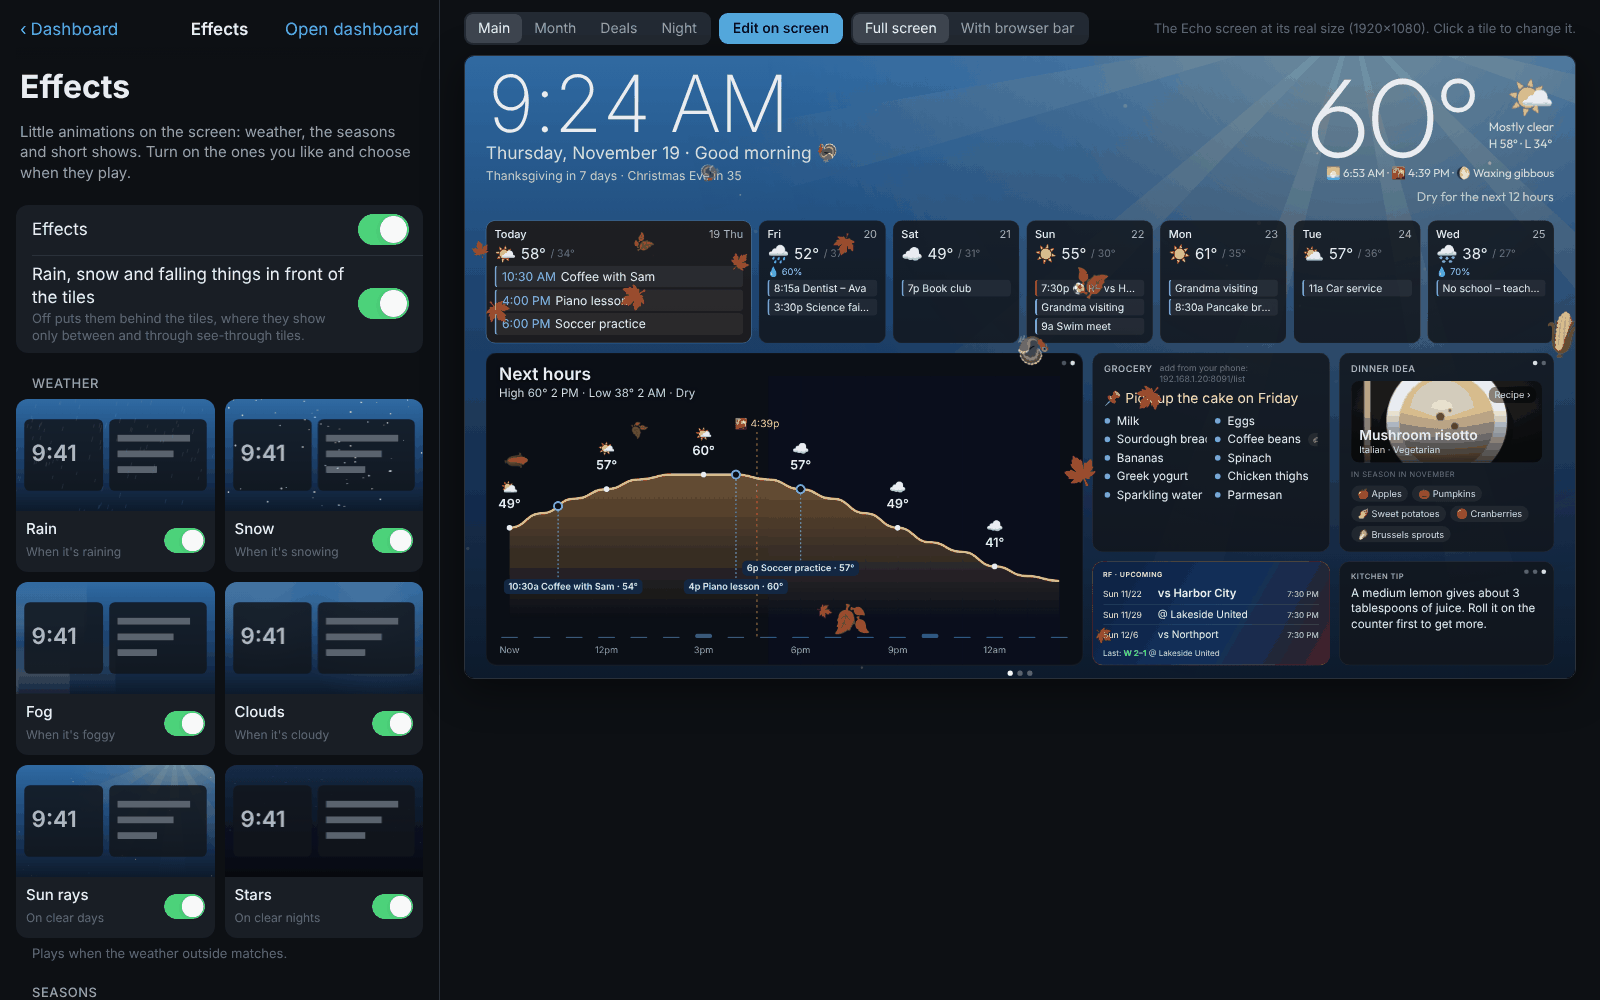 ‹ Dashboard
Effects
Open dashboard
Effects
Little animations on the screen: weather, the seasons
and short shows. Turn on the ones you like and choose
when they play.
Effects
Rain, snow and falling things in front of
the tiles
Off puts them behind the tiles, where they show
only between and through see-through tiles.
WEATHER
9:41
9:41
Rain
When it's raining
Snow
When it's snowing
9:41
9:41
Fog
When it's foggy
Clouds
When it's cloudy
9:41
9:41
Sun rays
On clear days
Stars
On clear nights
Plays when the weather outside matches.
SEASONS
Main
Month
Deals
Night
Edit on screen
Full screen
With browser bar
The Echo screen at its real size (1920×1080). Click a tile to change it.
9:24 AM
Thursday, November 19 · Good morning
Thanksgiving in 7 days · Christmas Eve in 35
60°
Mostly clear
H 58° · L 34°
6:53 AM · 4:39 PM · Waxing gibbous
Dry for the next 12 hours
Today
19 Thu
58° / 34°
10:30 AM Coffee with Sam
4:00 PM Piano lesson
6:00 PM Soccer practice
Fri
20
52°
60%
8:15a Dentist – Ava
3:30p Science fai...
Sat
21
49° / 31°
7p Book club
Sun
22
55° / 30°
7:30p vs H...
Grandma visiting
9a Swim meet
Mon
23
61° / 35°
Grandma visiting
8:30a Pancake br...
Tue
24
57° / 36°
11a Car service
Wed
25
38° / 27°
70%
No school – teach...
Next hours
High 60° 2 PM · Low 38° 2 AM · Dry
4:39p
49°
57°
60°
57°
49°
41°
10:30a Coffee with Sam · 54°
4p Piano lesson · 60°
6p Soccer practice · 57°
Now
12pm
3pm
6pm
9pm
12am
GROCERY
add from your phone:
192.168.1.20:8091/list
Pick up the cake on Friday
Milk
Sourdough bread
Bananas
Greek yogurt
Sparkling water
Eggs
Coffee beans
Spinach
Chicken thighs
Parmesan
DINNER IDEA
Recipe ›
Mushroom risotto
Italian · Vegetarian
IN SEASON IN NOVEMBER
Apples
Pumpkins
Sweet potatoes
Cranberries
Brussels sprouts
RF · UPCOMING
Sun 11/22 vs Harbor City 7:30 PM
Sun 11/29 @ Lakeside United 7:30 PM
Sun 12/6 vs Northport 7:30 PM
Last: W 2–1 @ Lakeside United
KITCHEN TIP
A medium lemon gives about 3
tablespoons of juice. Roll it on the
counter first to get more.